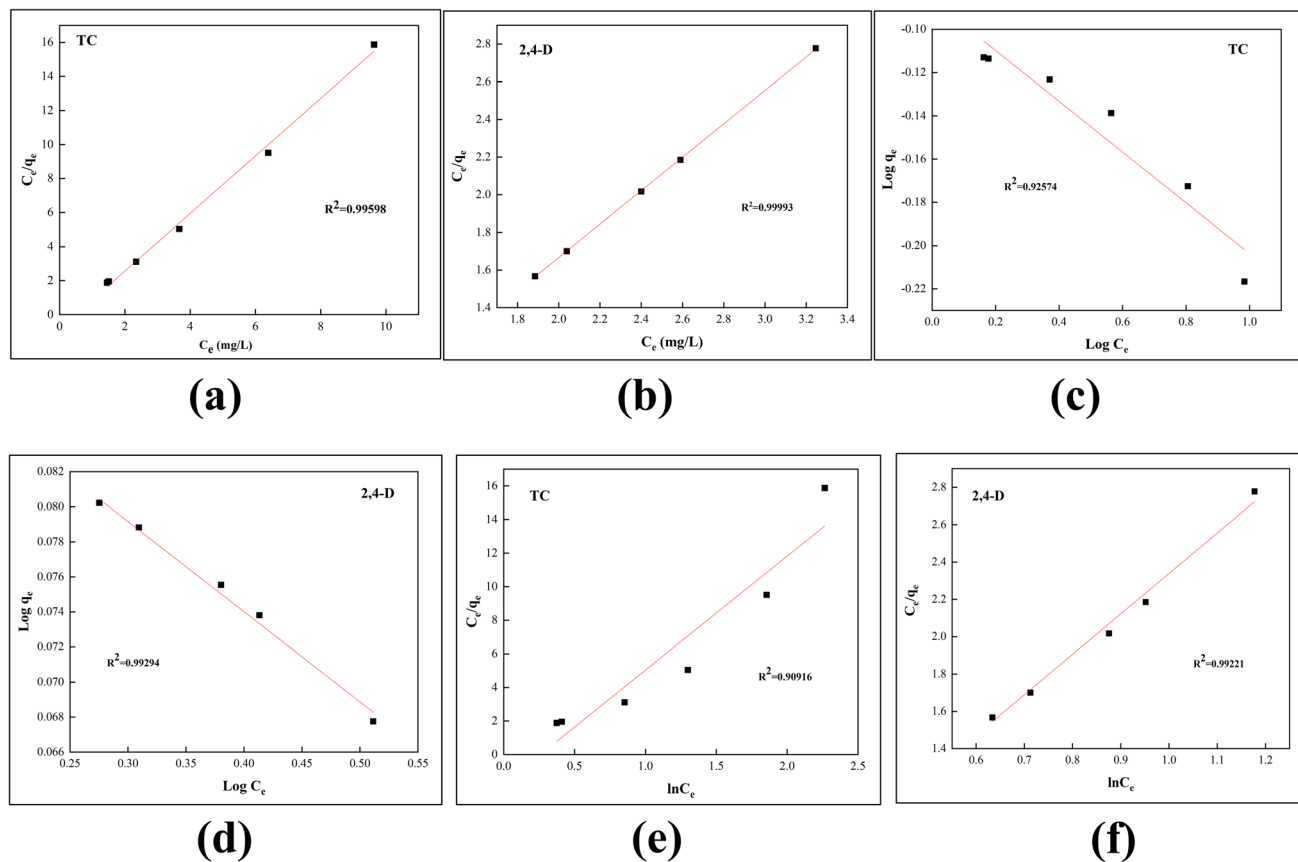 TC
C_e/q_e
16
14
12
10
8
6
4
2
0
R²=0.99598
0 2 4 6 8 10
C_e (mg/L)
(a)
2,4-D
C_e/q_e
2.8
2.6
2.4
2.2
2.0
1.8
1.6
1.4
R²=0.99993
1.8 2.0 2.2 2.4 2.6 2.8 3.0 3.2 3.4
C_e (mg/L)
(b)
TC
Log q_e
-0.10
-0.12
-0.14
-0.16
-0.18
-0.20
-0.22
R²=0.92574
0.0 0.2 0.4 0.6 0.8 1.0
Log C_e
(c)
2,4-D
Log q_e
0.082
0.080
0.078
0.076
0.074
0.072
0.070
0.068
0.066
R²=0.99294
0.25 0.30 0.35 0.40 0.45 0.50 0.55
Log C_e
(d)
TC
C_e/q_e
16
14
12
10
8
6
4
2
0
R²=0.90916
0.0 0.5 1.0 1.5 2.0 2.5
lnC_e
(e)
2,4-D
C_e/q_e
2.8
2.6
2.4
2.2
2.0
1.8
1.6
1.4
R²=0.99221
0.6 0.7 0.8 0.9 1.0 1.1 1.2
lnC_e
(f)